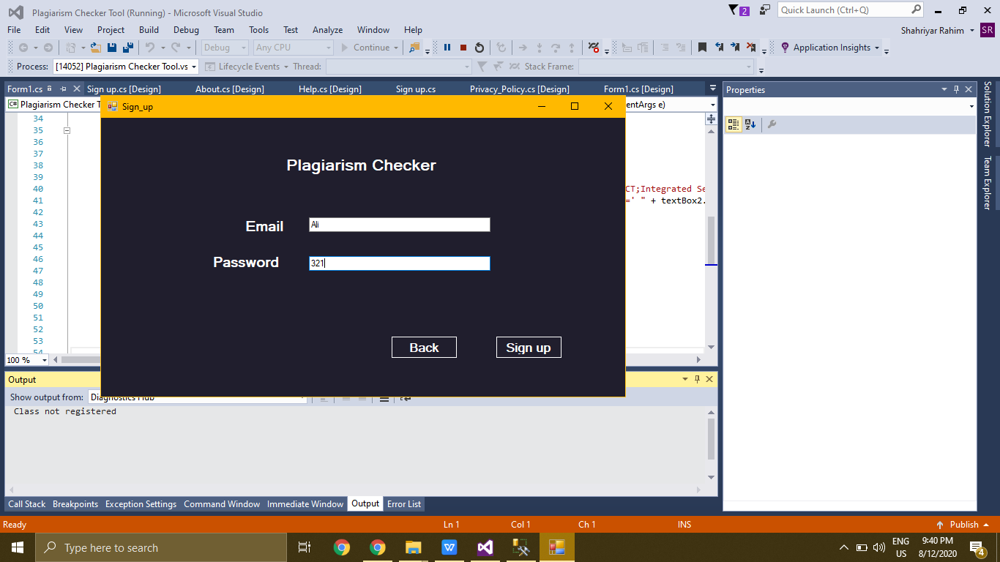 Plagiarism Checker Tool (Running) - Microsoft Visual Studio
2
Quick Launch (Ctrl+Q)
File Edit View Project Build Debug Team Tools Test Analyze Window Help
Shahriyar Rahim SR
Debug Any CPU Continue Application Insights
Process: [14052] Plagiarism Checker Tool.vs Lifecycle Events Thread: Stack Frame:
Form1.cs Sign up.cs [Design] About.cs [Design] Help.cs [Design] Sign up.cs Privacy_Policy.cs [Design] Form1.cs [Design]
Properties
C# Plagiarism Checker T
entArgs e)
Sign_up
34
35
36
37
38
39
40
CT;Integrated Se
41
=' " + textBox2.
42
43
44
45
46
47
48
49
50
51
52
53
54
Plagiarism Checker
Email Ali
Password 321
Back Sign up
100 %
Output
Show output from: Diagnostics Hub
Class not registered
Call Stack Breakpoints Exception Settings Command Window Immediate Window Output Error List
Solution Explorer
Team Explorer
Ready Ln 1 Col 1 Ch 1 INS Publish
Type here to search
ENG
US
9:40 PM
8/12/2020
4